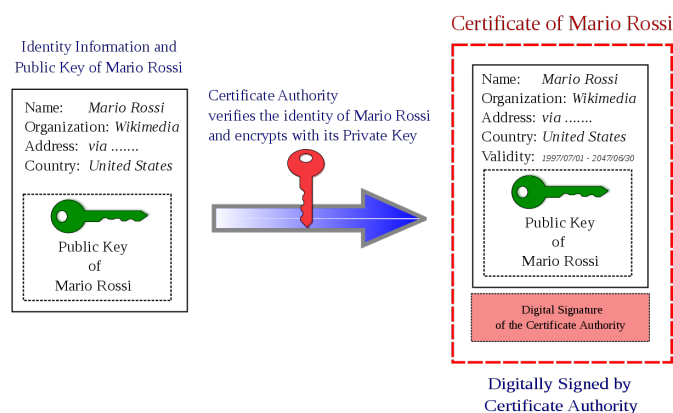 Identity Information and
Public Key of Mario Rossi
Name: Mario Rossi
Organization: Wikimedia
Address: via .......
Country: United States
Public Key
of
Mario Rossi
Certificate Authority
verifies the identity of Mario Rossi
and encrypts with its Private Key
Certificate of Mario Rossi
Name: Mario Rossi
Organization: Wikimedia
Address: via .......
Country: United States
Validity: 1997/07/01 - 2047/06/30
Public Key
of
Mario Rossi
Digital Signature
of the Certificate Authority
Digitally Signed by
Certificate Authority